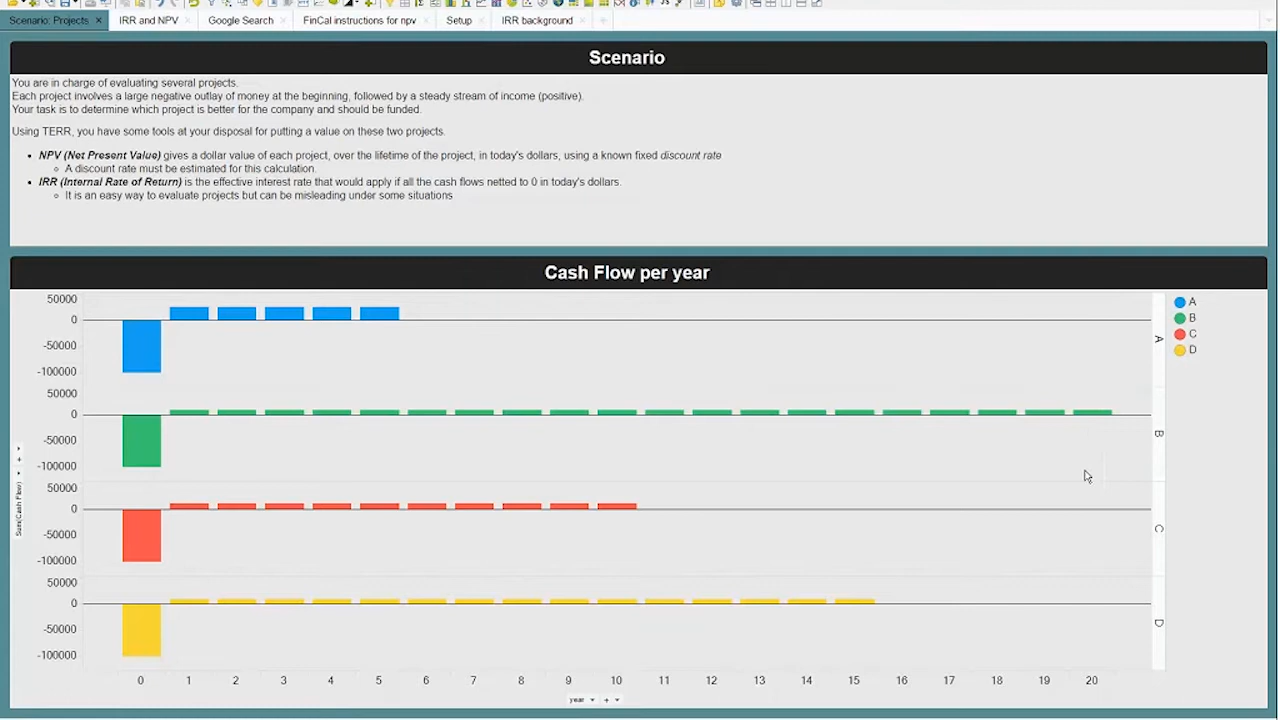 Scenario: Projects
IRR and NPV
Google Search
FinCal instructions for npv
Setup
IRR background
Scenario
You are in charge of evaluating several projects.
Each project involves a large negative outlay of money at the beginning, followed by a steady stream of income (positive).
Your task is to determine which project is better for the company and should be funded.
Using TERR, you have some tools at your disposal for putting a value on these two projects.
• NPV (Net Present Value) gives a dollar value of each project, over the lifetime of the project, in today's dollars, using a known fixed discount rate
◦ A discount rate must be estimated for this calculation.
• IRR (Internal Rate of Return) is the effective interest rate that would apply if all the cash flows netted to 0 in today's dollars.
◦ It is an easy way to evaluate projects but can be misleading under some situations
Cash Flow per year
50000
0
-50000
-100000
A
50000
0
-50000
-100000
B
50000
0
-50000
-100000
C
50000
0
-50000
-100000
D
Sum(Cash Flow)
0 1 2 3 4 5 6 7 8 9 10 11 12 13 14 15 16 17 18 19 20
year
A
B
C
D